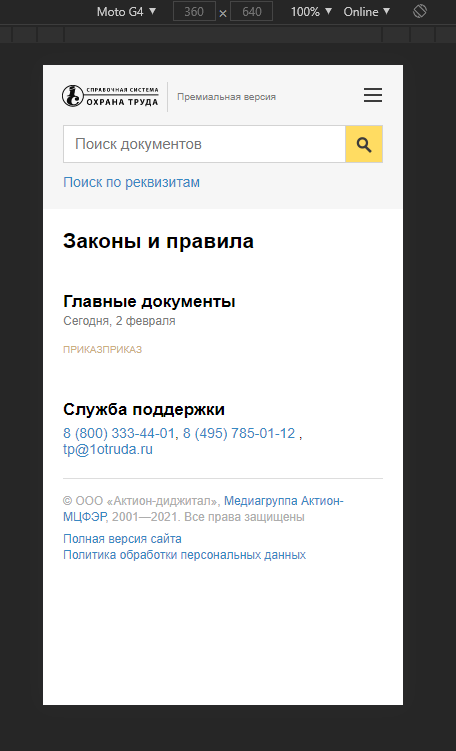 Moto G4 ▼ 360 × 640 100% ▼ Online ▼
СПРАВОЧНАЯ СИСТЕМА
ОХРАНА ТРУДА
Премиальная версия
Поиск документов
Поиск по реквизитам
Законы и правила
Главные документы
Сегодня, 2 февраля
ПРИКАЗПРИКАЗ
Служба поддержки
8 (800) 333-44-01, 8 (495) 785-01-12 ,
tp@1otruda.ru
© ООО «Актион-диджитал», Медиагруппа Актион-
МЦФЭР, 2001—2021. Все права защищены
Полная версия сайта
Политика обработки персональных данных